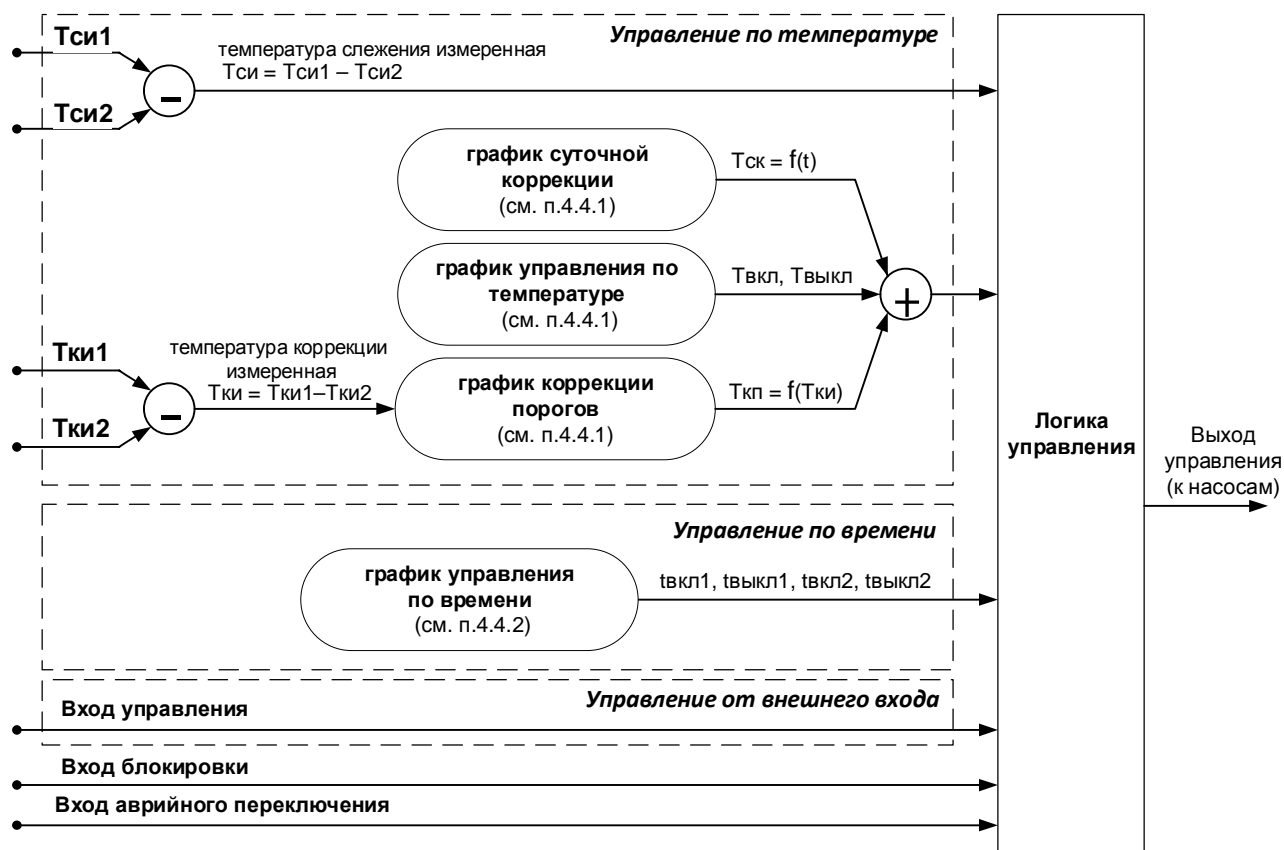 Тси1
Управление по температуре
температура слежения измеренная
Тси = Тси1 – Тси2
–
Тси2
график суточной
коррекции
(см. п.4.4.1)
Тск = f(t)
график управления по
температуре
(см. п.4.4.1)
Твкл, Твыкл
+
Тки1
температура коррекции
измеренная
Тки = Тки1–Тки2
–
Тки2
график коррекции
порогов
(см. п.4.4.1)
Ткп = f(Тки)
Логика
управления
Выход
управления
(к насосам)
Управление по времени
график управления
по времени
(см. п.4.4.2)
tвкл1, tвыкл1, tвкл2, tвыкл2
Управление от внешнего входа
Вход управления
Вход блокировки
Вход аврийного переключения